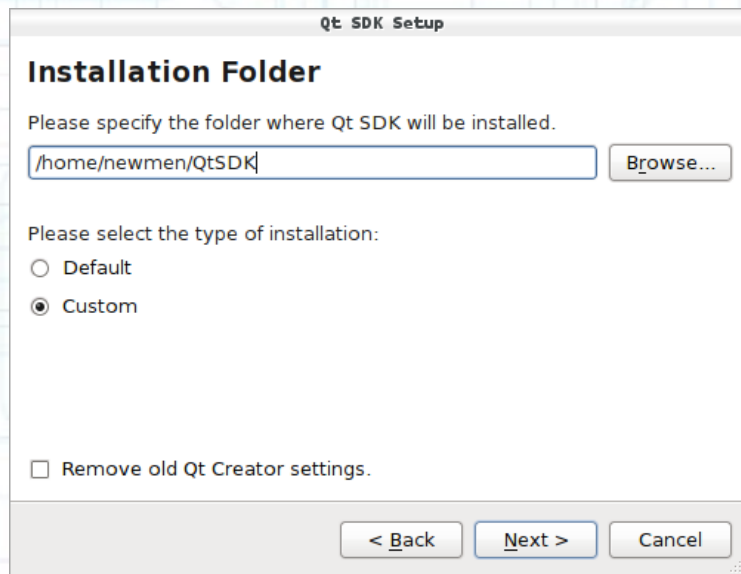 Qt SDK Setup
Installation Folder
Please specify the folder where Qt SDK will be installed.
/home/newmen/QtSDK
Browse...
Please select the type of installation:
Default
Custom
Remove old Qt Creator settings.
< Back
Next >
Cancel